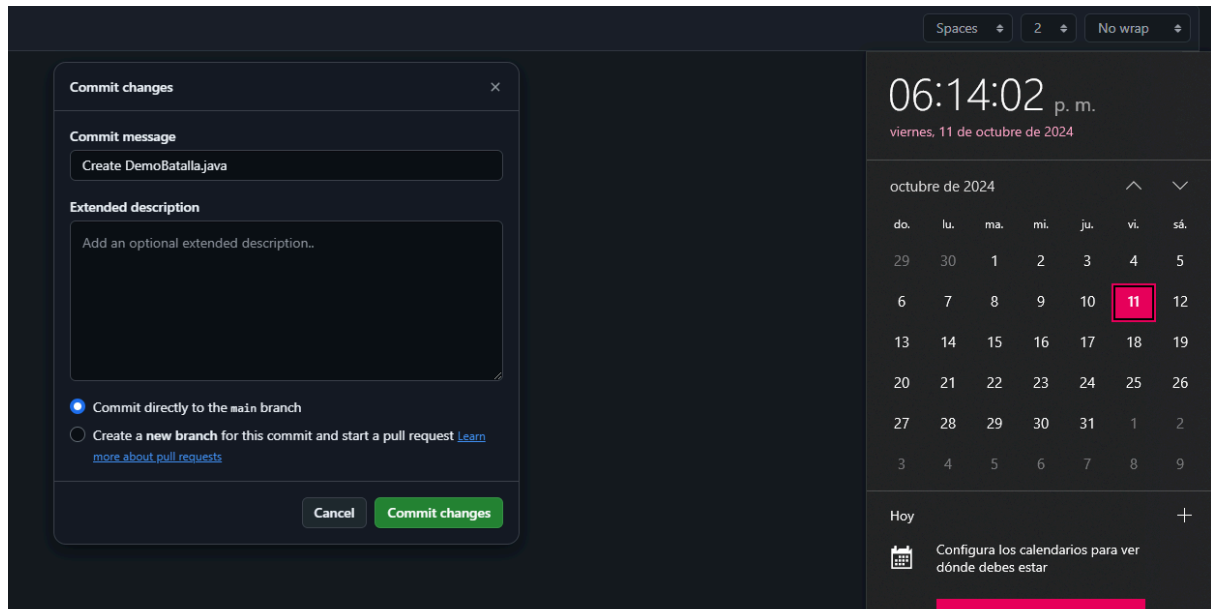 Spaces
2
No wrap
Commit changes
Commit message
Create DemoBatalla.java
Extended description
Add an optional extended description..
Commit directly to the main branch
Create a new branch for this commit and start a pull request Learn
more about pull requests
Cancel
Commit changes
06:14:02 p. m.
viernes, 11 de octubre de 2024
octubre de 2024
do. lu. ma. mi. ju. vi. sá.
29 30 1 2 3 4 5
6 7 8 9 10 11 12
13 14 15 16 17 18 19
20 21 22 23 24 25 26
27 28 29 30 31 1 2
3 4 5 6 7 8 9
Hoy
Configura los calendarios para ver
dónde debes estar